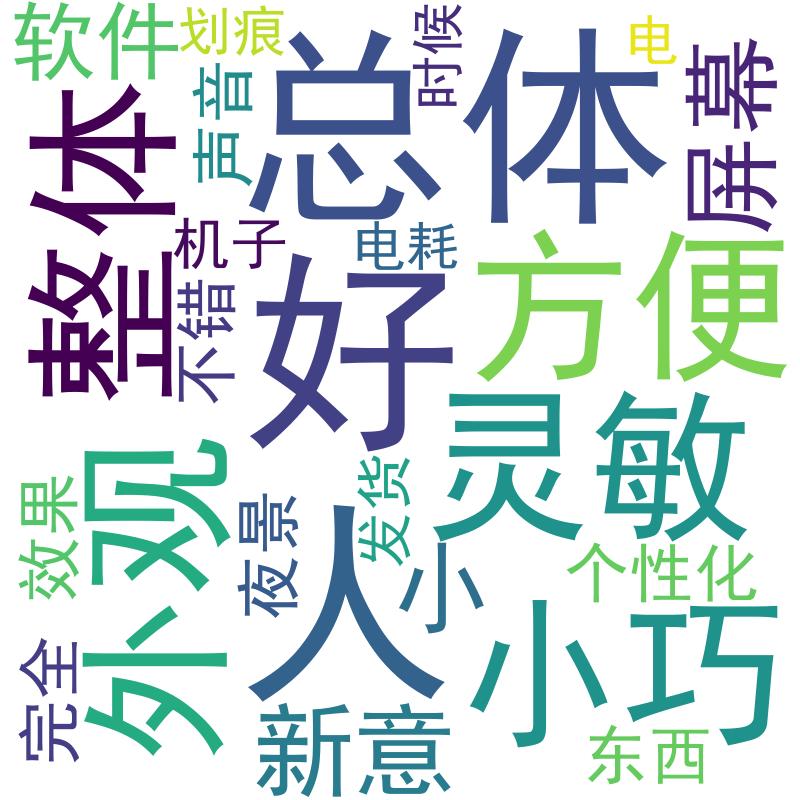 软件
划痕
总体
时候
电
屏幕
声音
整体
机子
电耗
不错
好
方便
灵敏
外观
效果
夜景
发货
人
小
个性化
小巧
完全
新意
东西